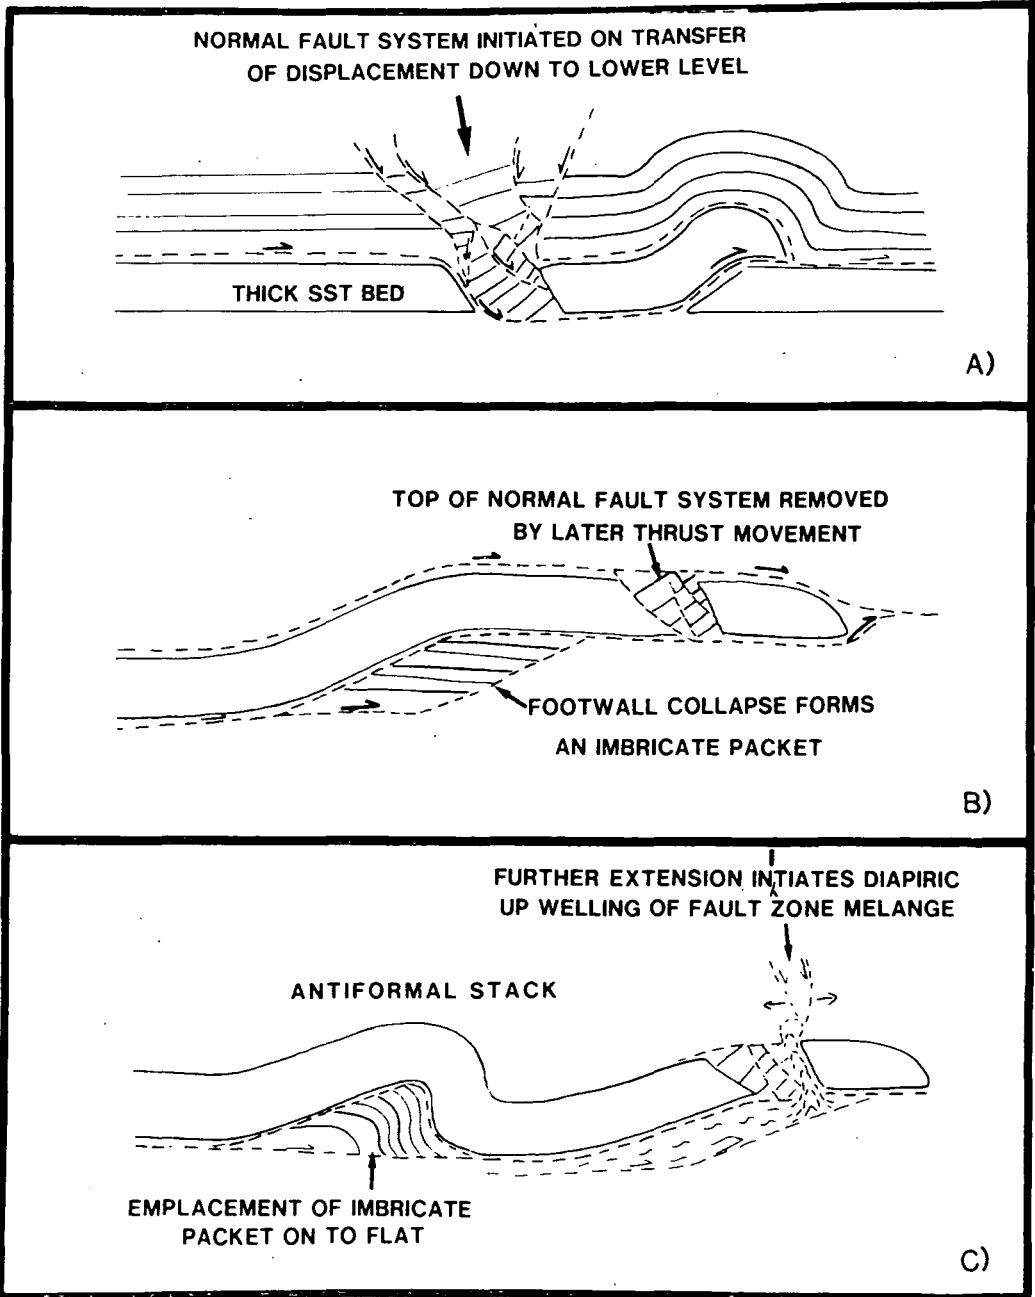 NORMAL FAULT SYSTEM INITIATED ON TRANSFER
OF DISPLACEMENT DOWN TO LOWER LEVEL
THICK SST BED
A)
TOP OF NORMAL FAULT SYSTEM REMOVED
BY LATER THRUST MOVEMENT
FOOTWALL COLLAPSE FORMS
AN IMBRICATE PACKET
B)
I
FURTHER EXTENSION INTIATES DIAPIRIC
UP WELLING OF FAULT ZONE MELANGE
ANTIFORMAL STACK
EMPLACEMENT OF IMBRICATE
PACKET ON TO FLAT
C)